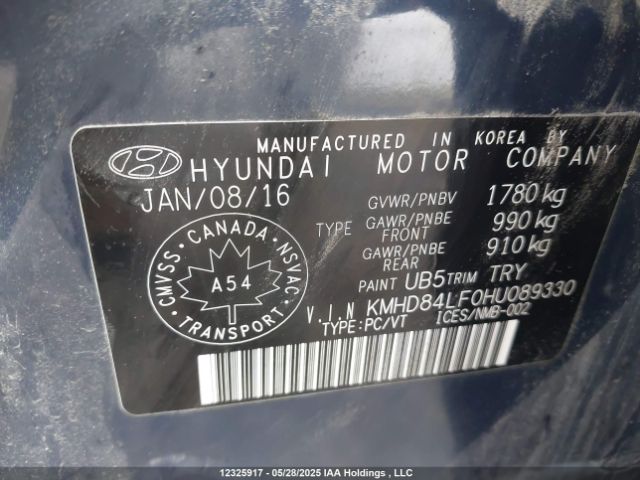 MANUFACTURED IN KOREA BY
HYUNDAI MOTOR COMPANY
JAN/08/16
GVWR/PNBV 1780 kg
TYPE GAWR/PNBE FRONT 990 kg
GAWR/PNBE REAR 910 kg
PAINT UB5 TRIM TRY
V.I.N KMHD84LF0HU089330
TYPE:PC/VT ICES/NMB-002
CMVSS · CANADA · NSVAC
A54
TRANSPORT
12325917 05/28/2025 IAA Holdings , LLC